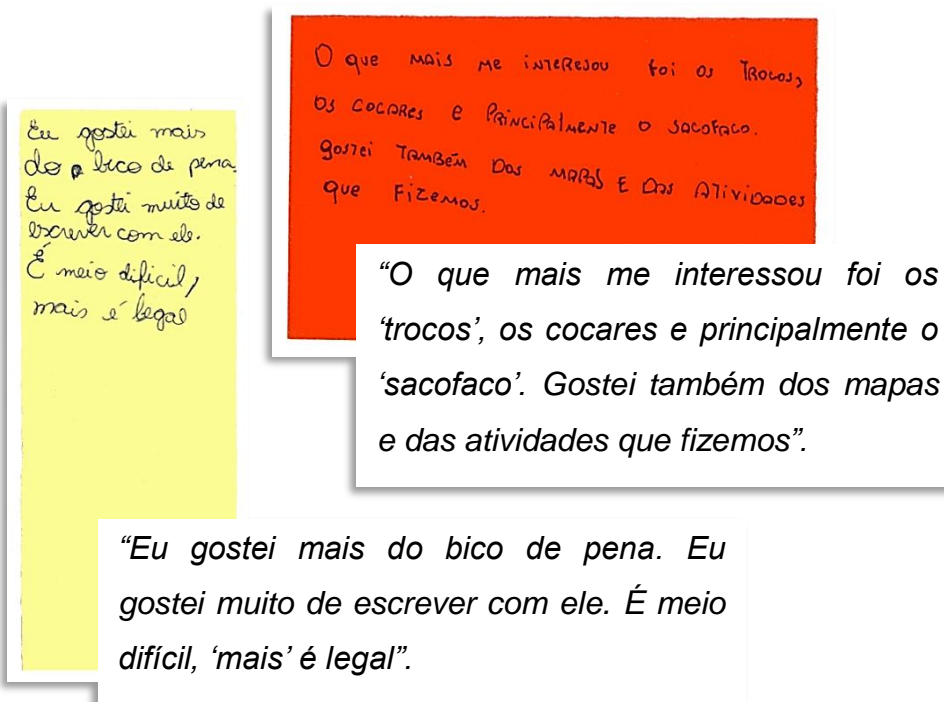 Eu gostei mais
do bico de pena.
Eu gostei muito de
escrever com ele.
É meio dificil,
mais é legal
O que mais me interesou foi os trocos,
os cocares e principalmente o sacofaco.
gostei também dos mapas e das atividades
que fizemos.
“O que mais me interessou foi os
‘trocos’, os cocares e principalmente o
‘sacofaco’. Gostei também dos mapas
e das atividades que fizemos”.
“Eu gostei mais do bico de pena. Eu
gostei muito de escrever com ele. É meio
difícil, ‘mais’ é legal”.